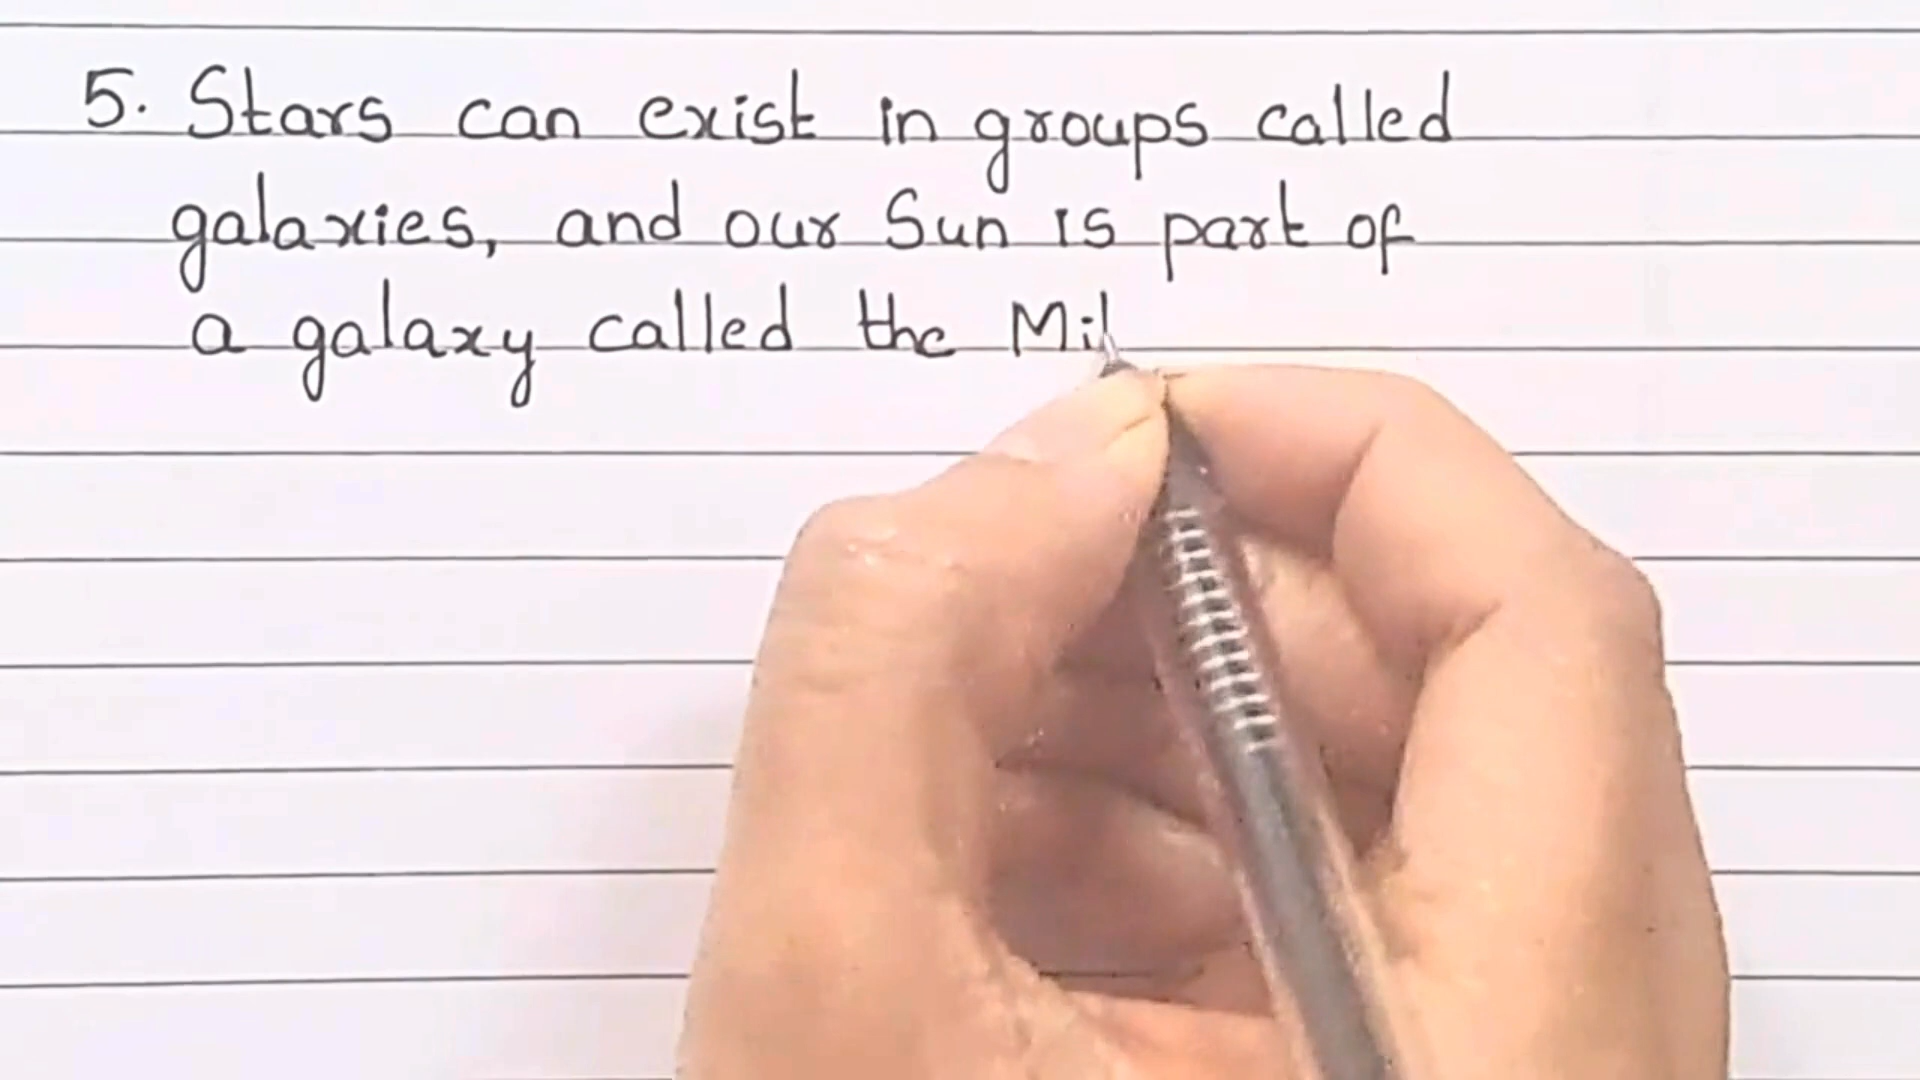 5. Stars can exist in groups called
galaxies, and our Sun is part of
a galaxy called the Mil